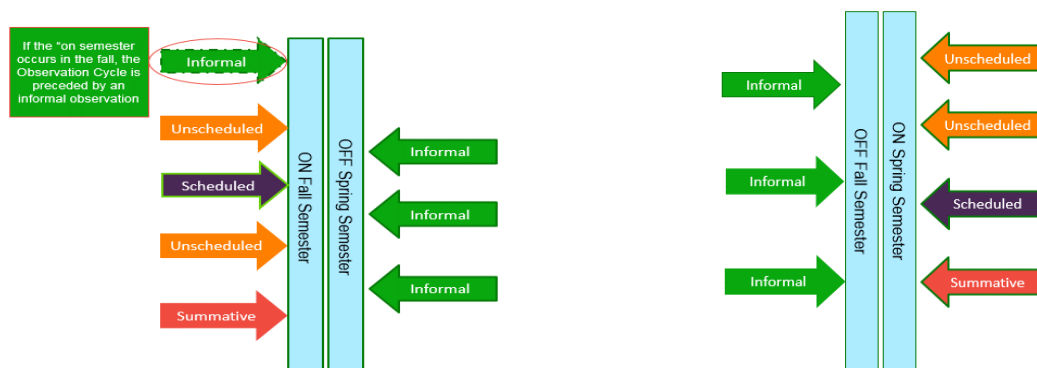 If the "on semester
occurs in the fall, the
Observation Cycle is
preceded by an
informal observation
Informal
Unscheduled
Scheduled
Unscheduled
Summative
ON Fall Semester
OFF Spring Semester
Informal
Informal
Informal
Informal
Informal
Informal
OFF Fall Semester
ON Spring Semester
Unscheduled
Unscheduled
Scheduled
Summative